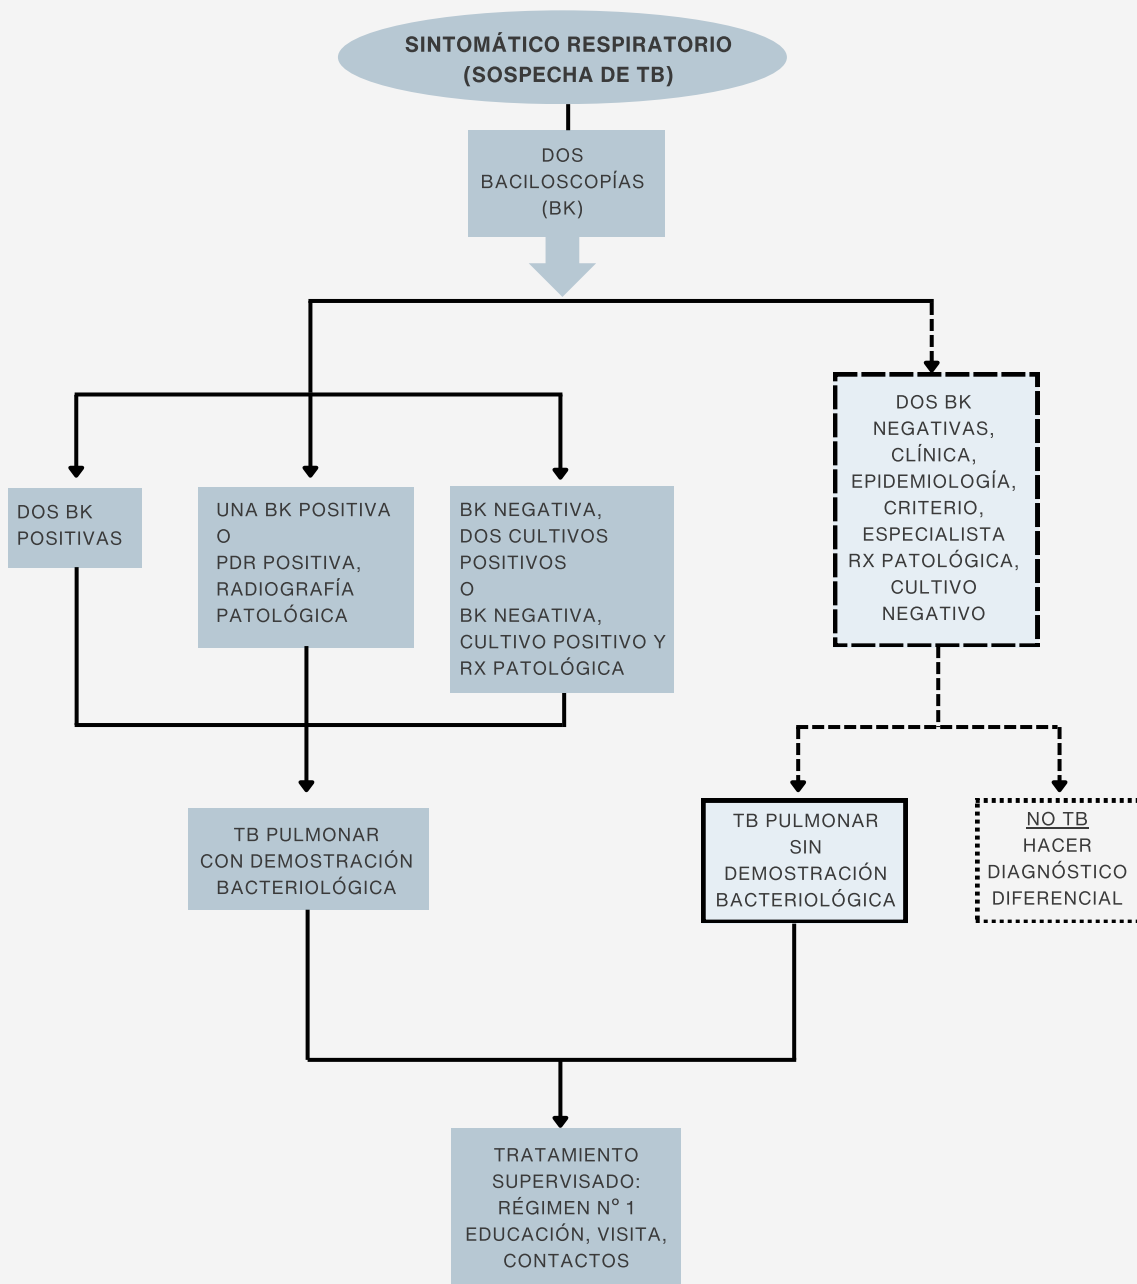 SINTOMÁTICO RESPIRATORIO
(SOSPECHA DE TB)
DOS
BACILOSCOPÍAS
(BK)
DOS BK
POSITIVAS
UNA BK POSITIVA
O
PDR POSITIVA,
RADIOGRAFÍA
PATOLÓGICA
BK NEGATIVA,
DOS CULTIVOS
POSITIVOS
O
BK NEGATIVA,
CULTIVO POSITIVO Y
RX PATOLÓGICA
DOS BK
NEGATIVAS,
CLÍNICA,
EPIDEMIOLOGÍA,
CRITERIO,
ESPECIALISTA
RX PATOLÓGICA,
CULTIVO
NEGATIVO
TB PULMONAR
CON DEMOSTRACIÓN
BACTERIOLÓGICA
TB PULMONAR
SIN
DEMOSTRACIÓN
BACTERIOLÓGICA
NO TB
HACER
DIAGNÓSTICO
DIFERENCIAL
TRATAMIENTO
SUPERVISADO:
RÉGIMEN Nº 1
EDUCACIÓN, VISITA,
CONTACTOS